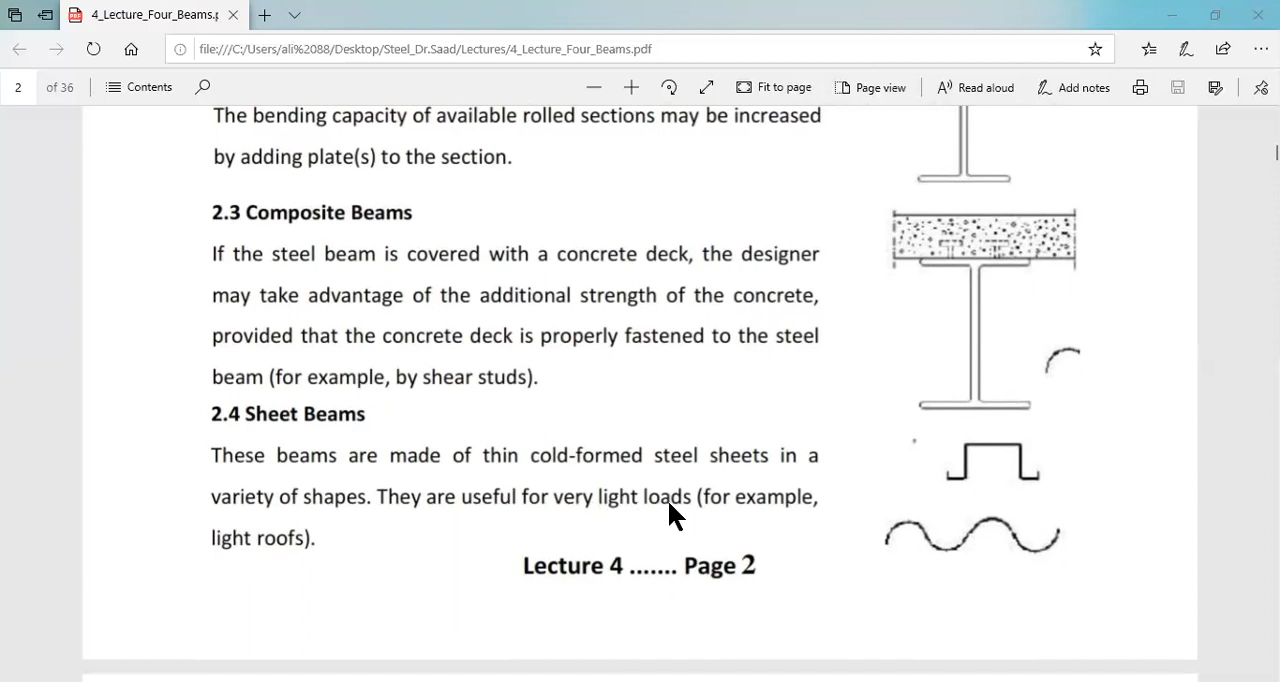 4_Lecture_Four_Beams.p
file:///C:/Users/ali%2088/Desktop/Steel_Dr.Saad/Lectures/4_Lecture_Four_Beams.pdf
2 of 36 Contents Fit to page Page view Read aloud Add notes
The bending capacity of available rolled sections may be increased
by adding plate(s) to the section.
2.3 Composite Beams
If the steel beam is covered with a concrete deck, the designer
may take advantage of the additional strength of the concrete,
provided that the concrete deck is properly fastened to the steel
beam (for example, by shear studs).
2.4 Sheet Beams
These beams are made of thin cold-formed steel sheets in a
variety of shapes. They are useful for very light loads (for example,
light roofs).
Lecture 4 ....... Page 2